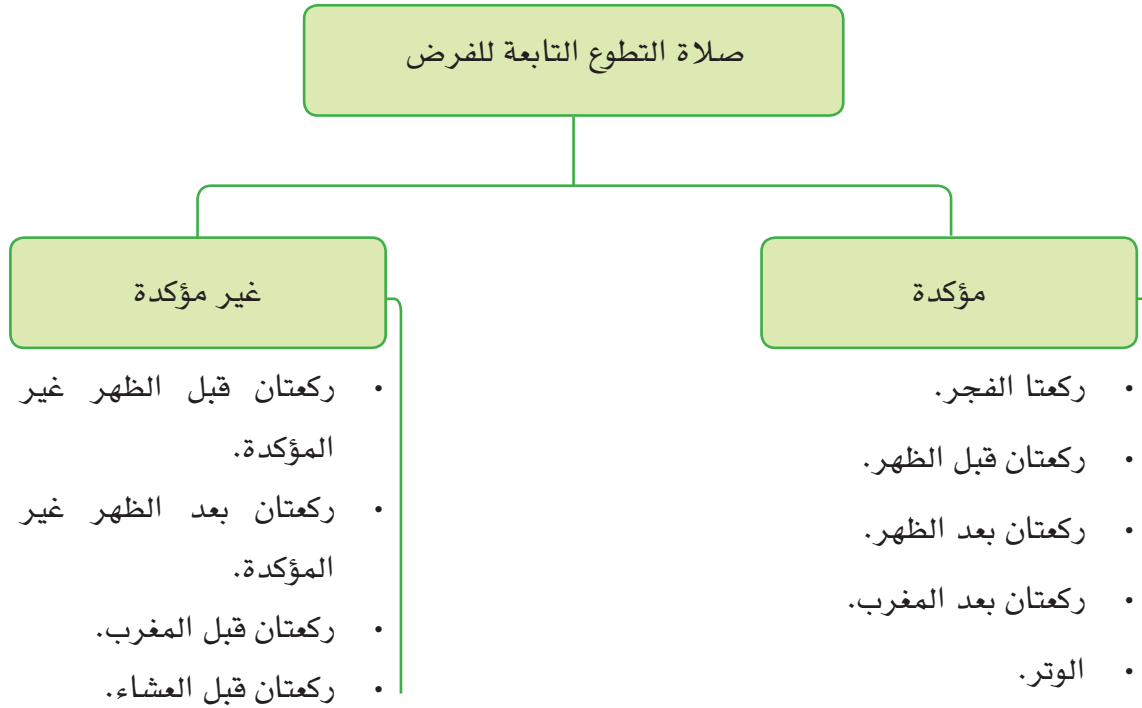 صلاة التطوع التابعة للفرض
مؤكدة
• ركعتا الفجر.
• ركعتان قبل الظهر.
• ركعتان بعد الظهر.
• ركعتان بعد المغرب.
• الوتر.
غير مؤكدة
• ركعتان قبل الظهر غير
المؤكدة.
• ركعتان بعد الظهر غير
المؤكدة.
• ركعتان قبل المغرب.
• ركعتان قبل العشاء.